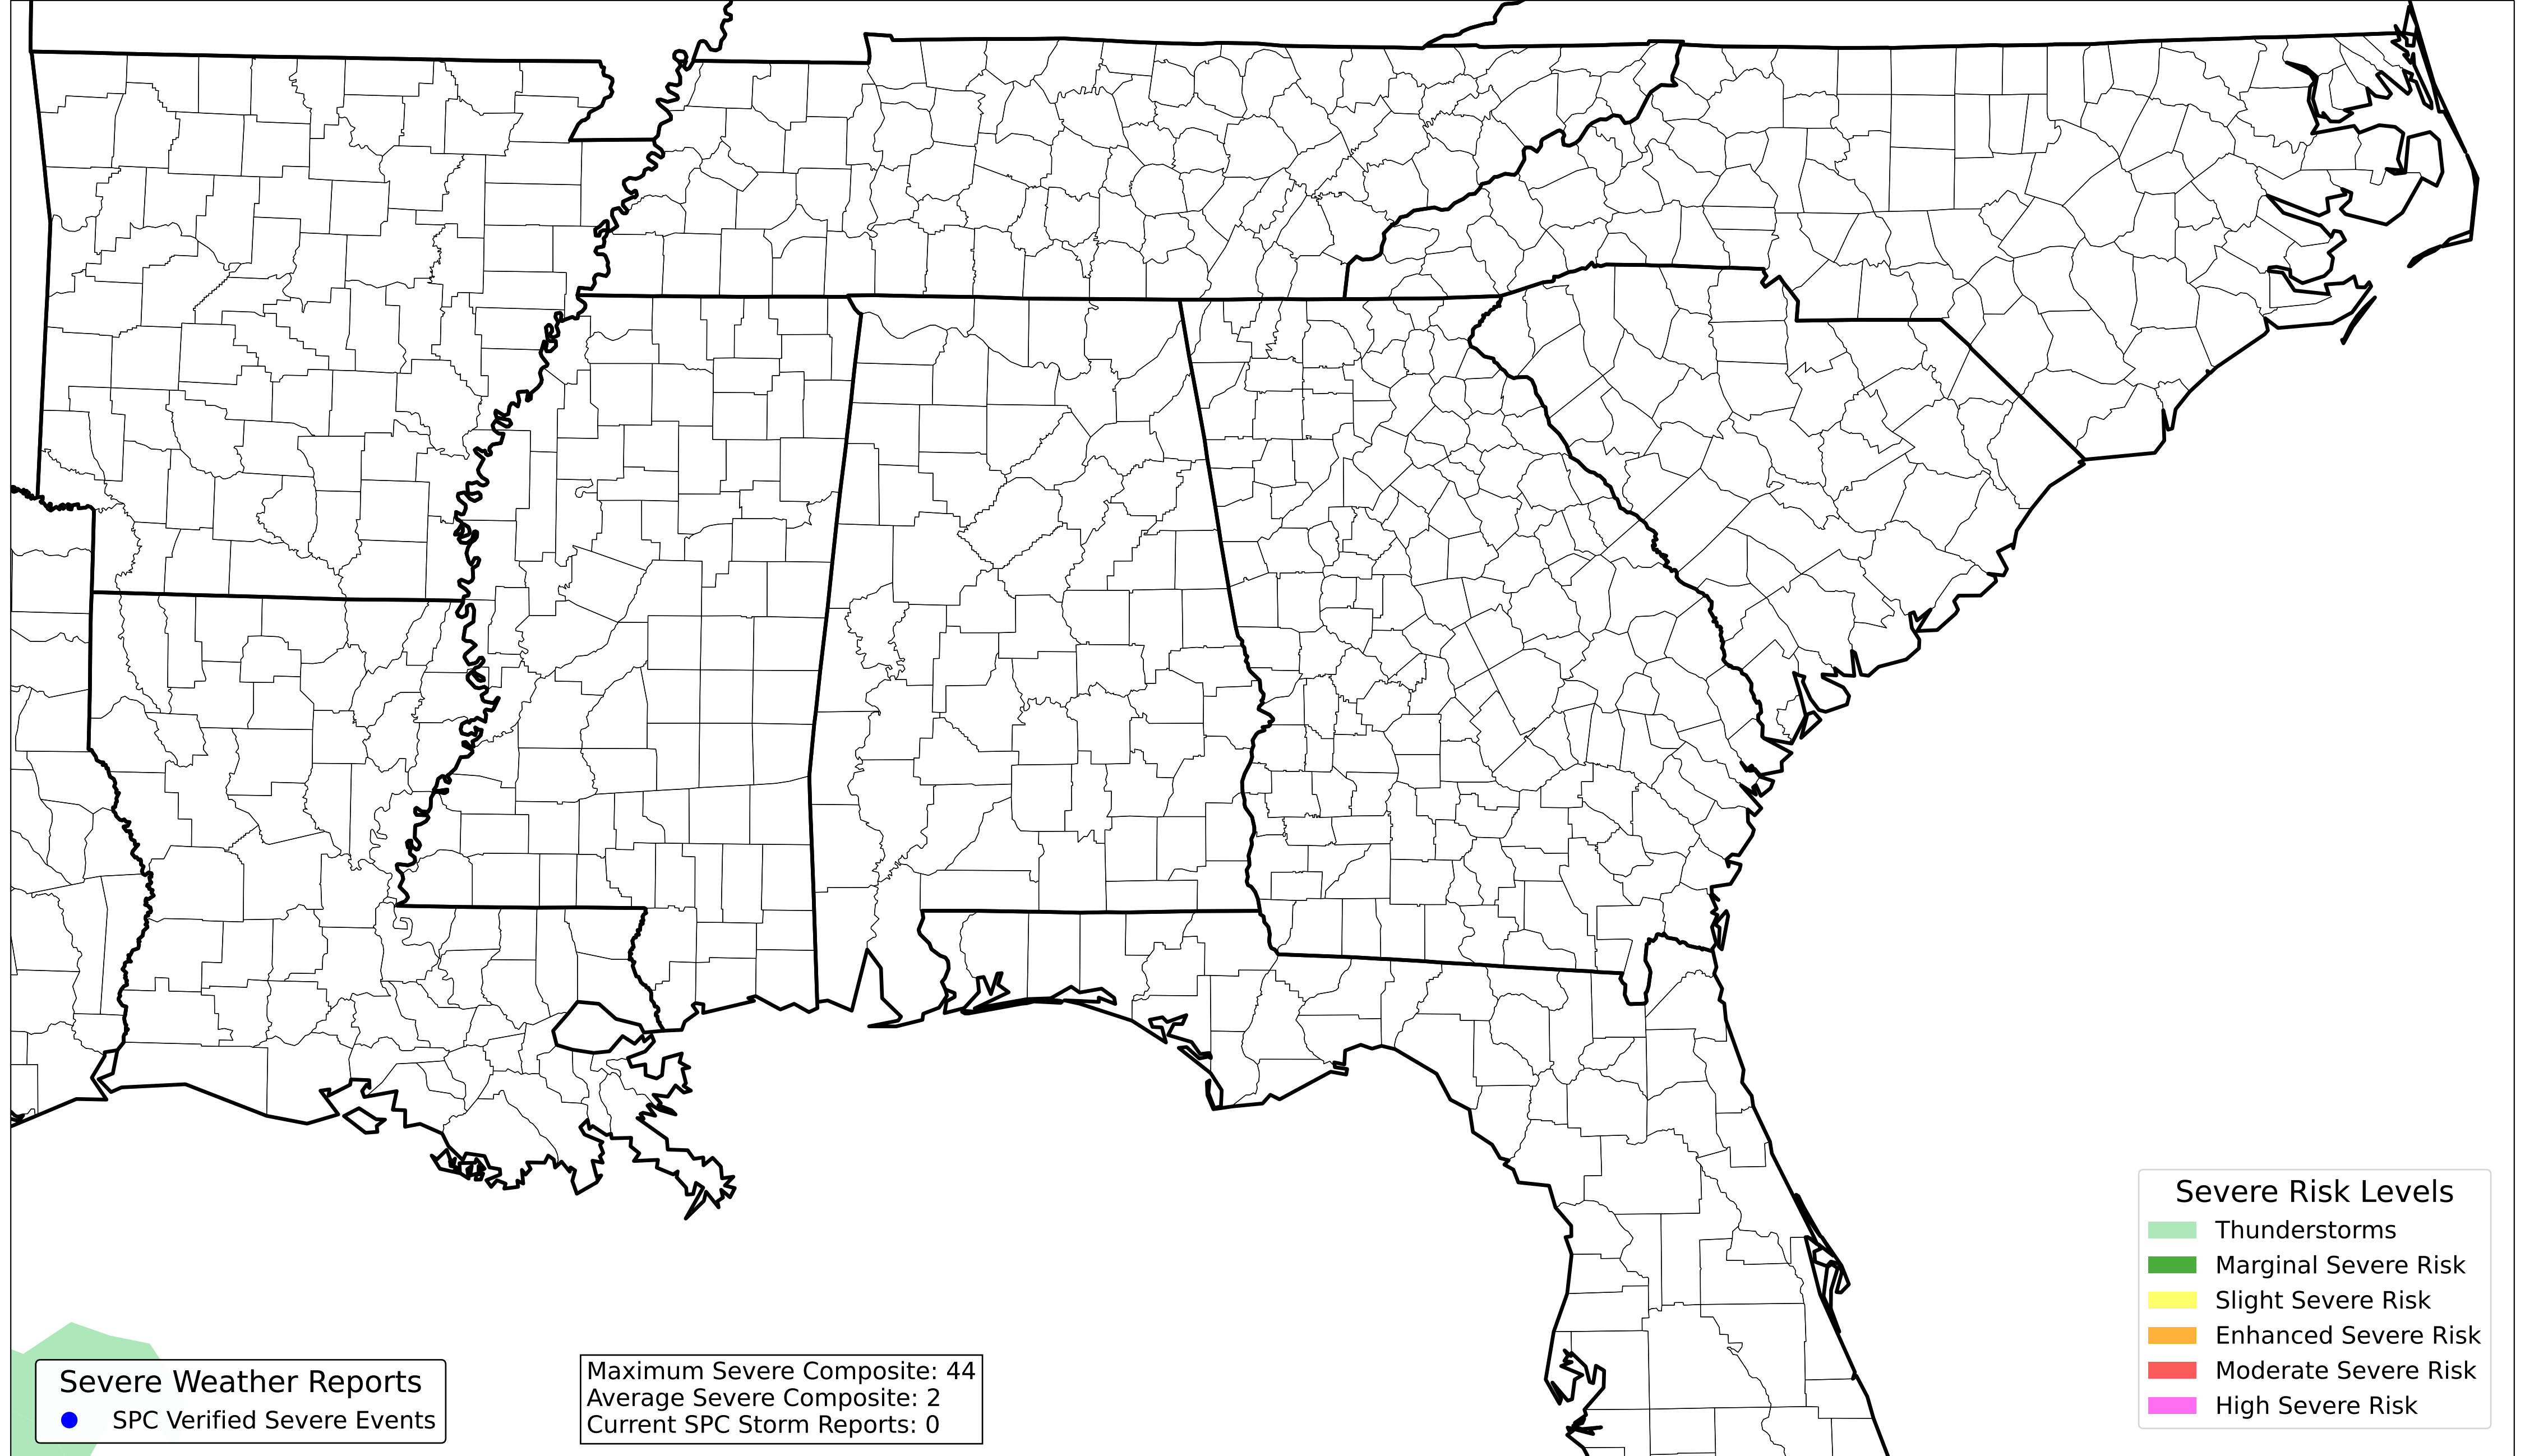 Severe Weather Reports
SPC Verified Severe Events
Maximum Severe Composite: 44
Average Severe Composite: 2
Current SPC Storm Reports: 0
Severe Risk Levels
Thunderstorms
Marginal Severe Risk
Slight Severe Risk
Enhanced Severe Risk
Moderate Severe Risk
High Severe Risk